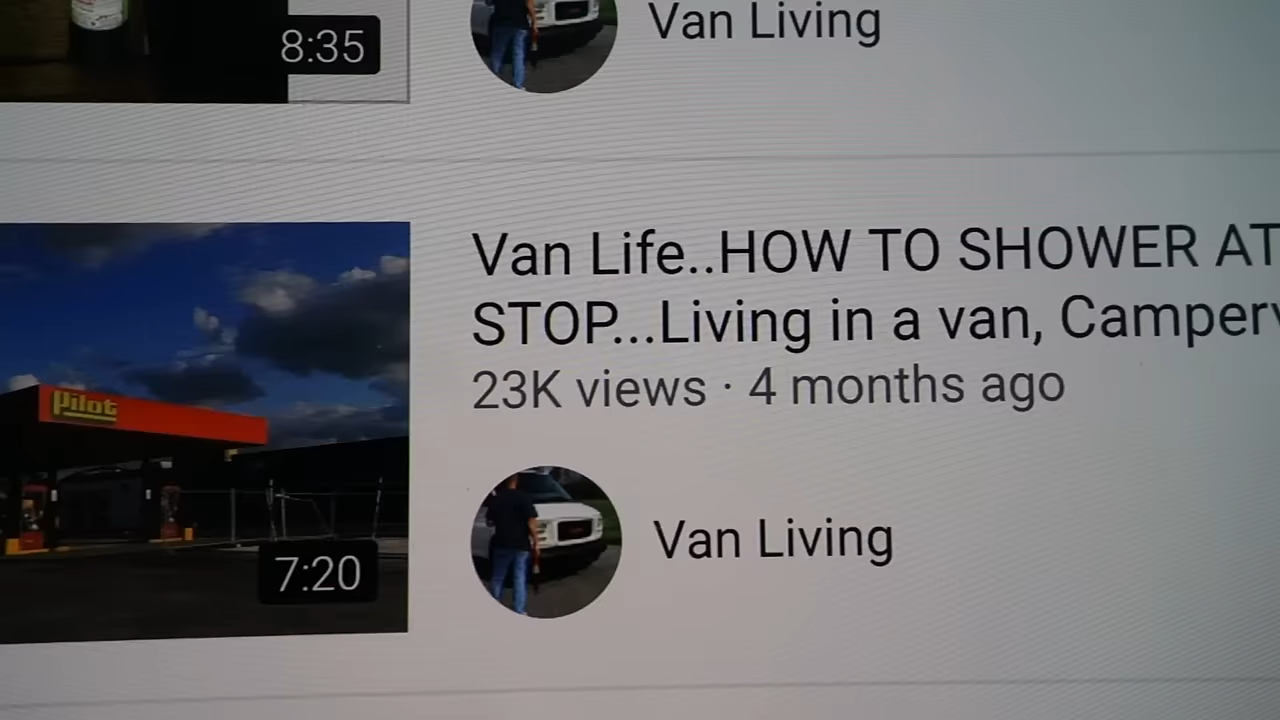 8:35
Van Living
Van Life..HOW TO SHOWER AT
STOP...Living in a van, Camper
23K views · 4 months ago
Pilot
7:20
Van Living